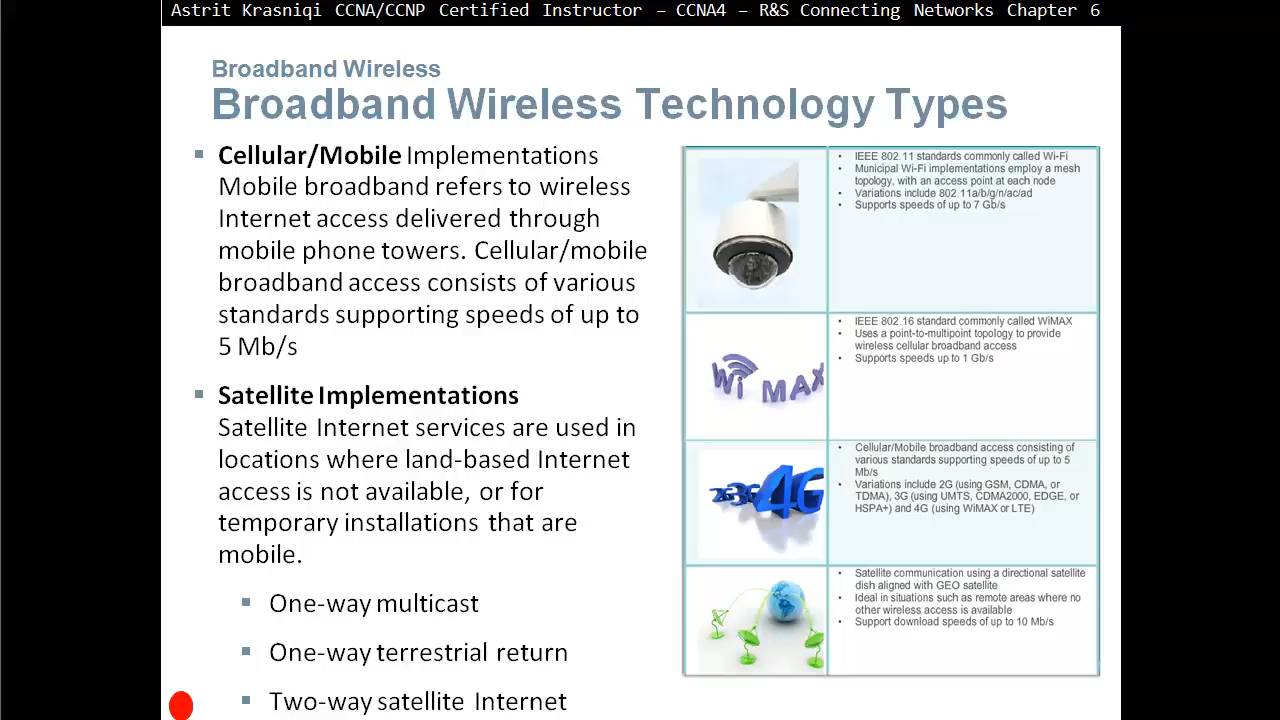 Astrit Krasniqi CCNA/CCNP Certified Instructor – CCNA4 – R&S Connecting Networks Chapter 6
Broadband Wireless
Broadband Wireless Technology Types
Cellular/Mobile Implementations
Mobile broadband refers to wireless
Internet access delivered through
mobile phone towers. Cellular/mobile
broadband access consists of various
standards supporting speeds of up to
5 Mb/s
Satellite Implementations
Satellite Internet services are used in
locations where land-based Internet
access is not available, or for
temporary installations that are
mobile.
One-way multicast
One-way terrestrial return
Two-way satellite Internet
IEEE 802.11 standards commonly called Wi-Fi
Municipal Wi-Fi implementations employ a mesh
topology, with an access point at each node
Variations include 802.11a/b/g/n/ac/ad
Supports speeds of up to 7 Gb/s
Wi MAX
IEEE 802.16 standard commonly called WiMAX
Uses a point-to-multipoint topology to provide
wireless cellular broadband access
Supports speeds up to 1 Gb/s
2G 3G 4G
Cellular/Mobile broadband access consisting of
various standards supporting speeds of up to 5
Mb/s
Variations include 2G (using GSM, CDMA, or
TDMA), 3G (using UMTS, CDMA2000, EDGE, or
HSPA+) and 4G (using WiMAX or LTE)
Satellite communication using a directional satellite
dish aligned with GEO satellite
Ideal in situations such as remote areas where no
other wireless access is available
Support download speeds of up to 10 Mb/s